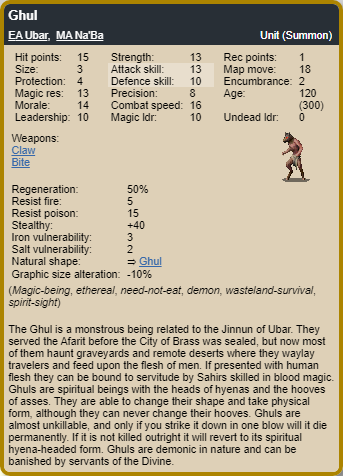 Ghul
EA Ubar, MA Na'Ba Unit (Summon)
Hit points: 15 Strength: 13 Rec points: 1
Size: 3 Attack skill: 13 Map move: 18
Protection: 4 Defence skill: 10 Encumbrance: 2
Magic res: 13 Precision: 8 Age: 120
Morale: 14 Combat speed: 16 (300)
Leadership: 10 Magic ldr: 10 Undead ldr: 0
Weapons:
Claw
Bite
Regeneration: 50%
Resist fire: 5
Resist poison: 15
Stealthy: +40
Iron vulnerability: 3
Salt vulnerability: 2
Natural shape: ⇒ Ghul
Graphic size alteration: -10%
(Magic-being, ethereal, need-not-eat, demon, wasteland-survival,
spirit-sight)
The Ghul is a monstrous being related to the Jinnun of Ubar. They
served the Afarit before the City of Brass was sealed, but now most
of them haunt graveyards and remote deserts where they waylay
travelers and feed upon the flesh of men. If presented with human
flesh they can be bound to servitude by Sahirs skilled in blood magic.
Ghuls are spiritual beings with the heads of hyenas and the hooves
of asses. They are able to change their shape and take physical
form, although they can never change their hooves. Ghuls are
almost unkillable, and only if you strike it down in one blow will it die
permanently. If it is not killed outright it will revert to its spiritual
hyena-headed form. Ghuls are demonic in nature and can be
banished by servants of the Divine.